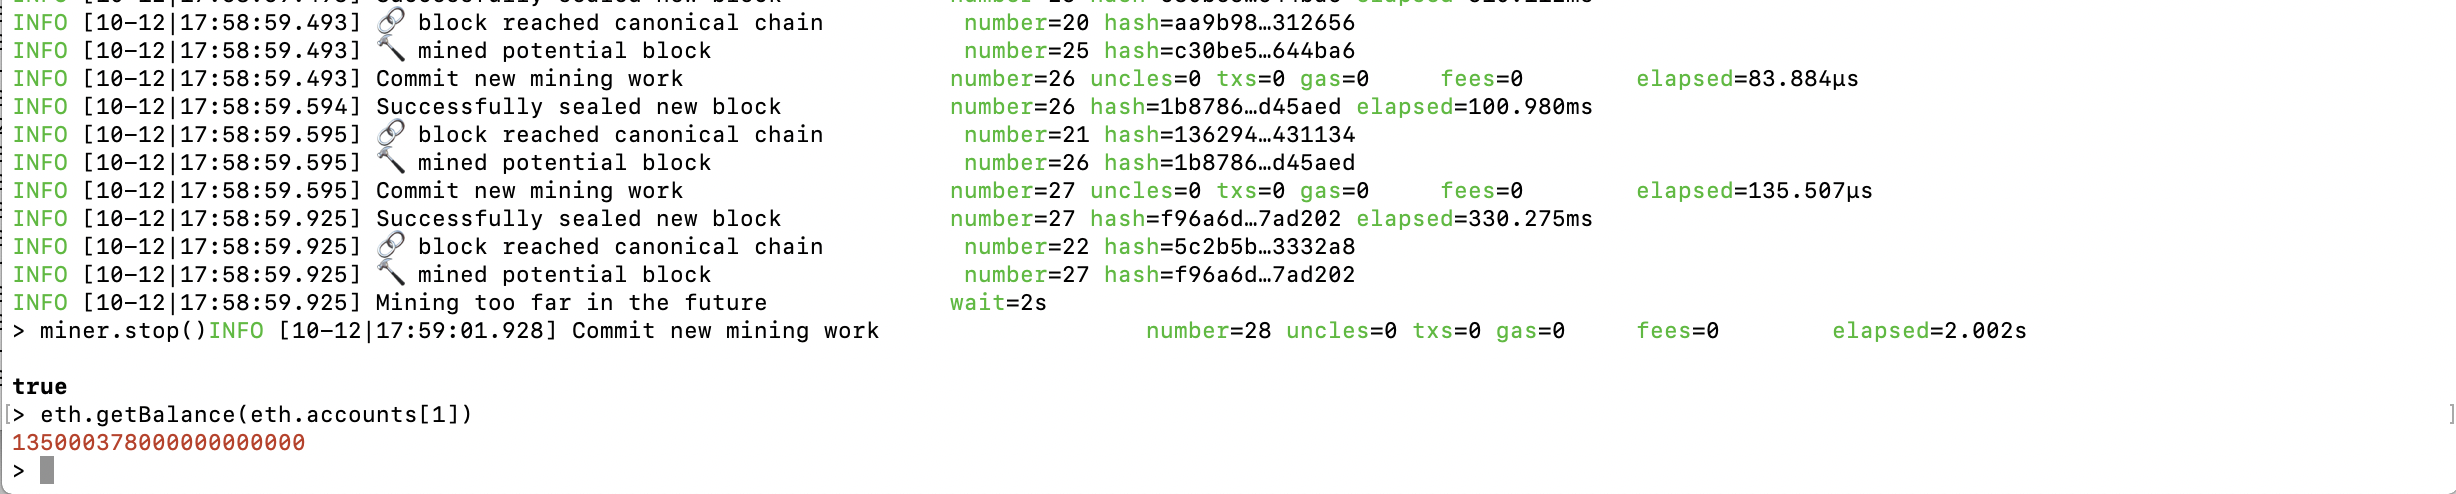 INFO [10-12|17:58:59.493] 🔗 block reached canonical chain number=20 hash=aa9b98…312656
INFO [10-12|17:58:59.493] 🔨 mined potential block number=25 hash=c30be5…644ba6
INFO [10-12|17:58:59.493] Commit new mining work number=26 uncles=0 txs=0 gas=0 fees=0 elapsed=83.884µs
INFO [10-12|17:58:59.594] Successfully sealed new block number=26 hash=1b8786…d45aed elapsed=100.980ms
INFO [10-12|17:58:59.595] 🔗 block reached canonical chain number=21 hash=136294…431134
INFO [10-12|17:58:59.595] 🔨 mined potential block number=26 hash=1b8786…d45aed
INFO [10-12|17:58:59.595] Commit new mining work number=27 uncles=0 txs=0 gas=0 fees=0 elapsed=135.507µs
INFO [10-12|17:58:59.925] Successfully sealed new block number=27 hash=f96a6d…7ad202 elapsed=330.275ms
INFO [10-12|17:58:59.925] 🔗 block reached canonical chain number=22 hash=5c2b5b…3332a8
INFO [10-12|17:58:59.925] 🔨 mined potential block number=27 hash=f96a6d…7ad202
INFO [10-12|17:58:59.925] Mining too far in the future wait=2s
> miner.stop()INFO [10-12|17:59:01.928] Commit new mining work number=28 uncles=0 txs=0 gas=0 fees=0 elapsed=2.002s
true
[> eth.getBalance(eth.accounts[1]) ]
135000378000000000000
>